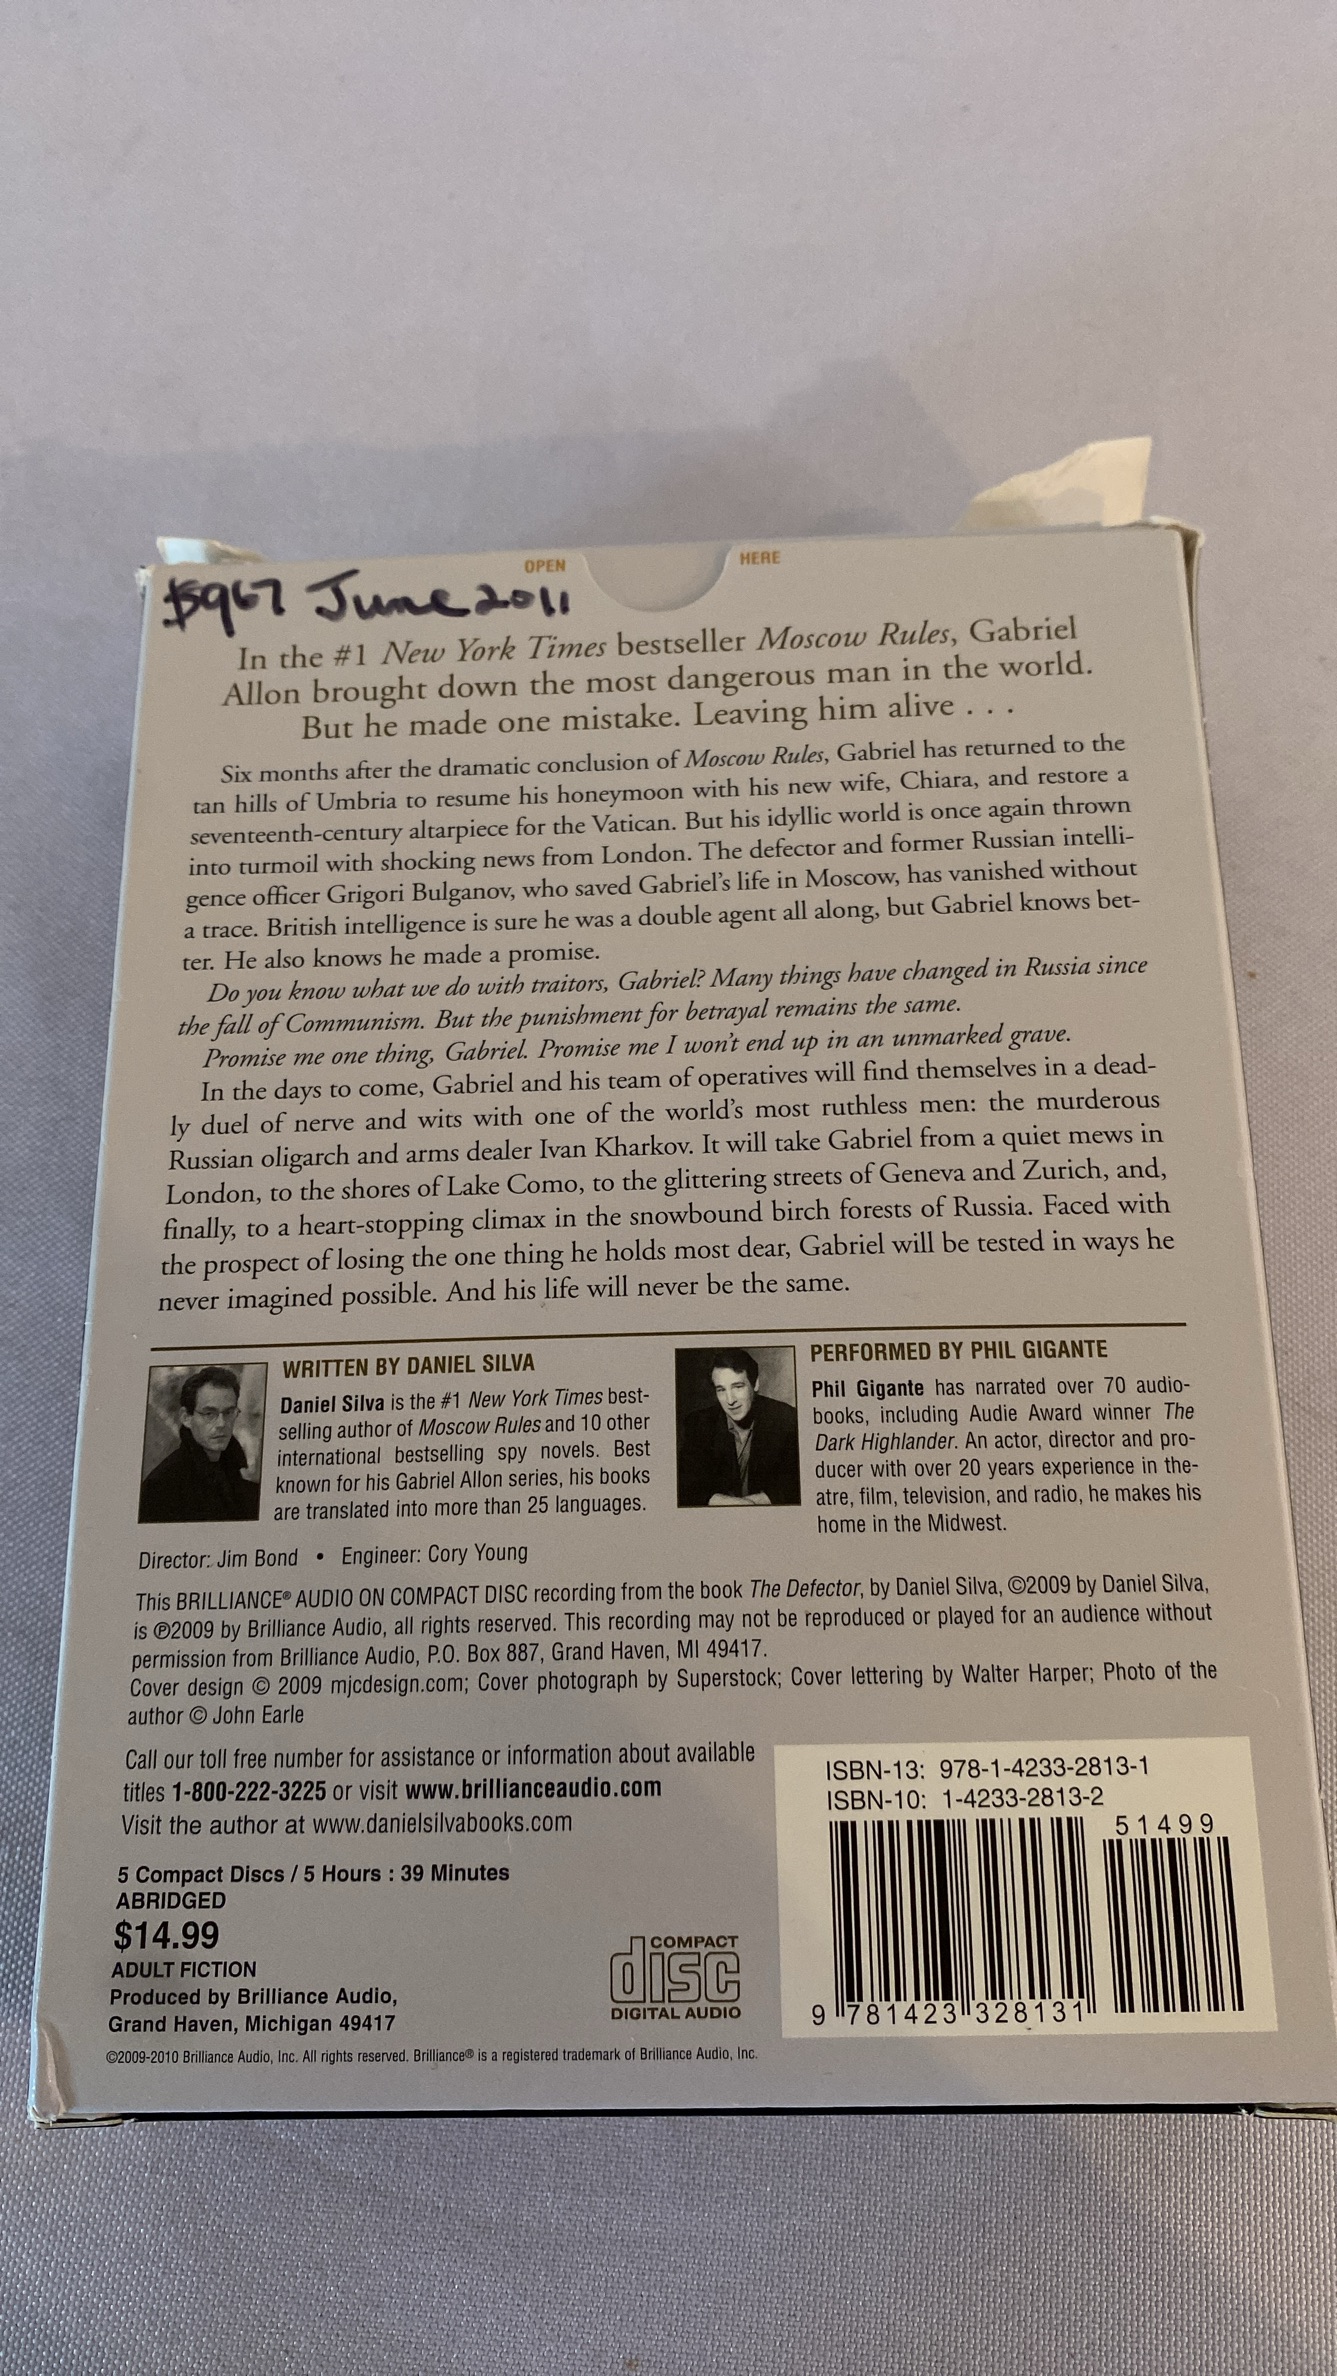 OPEN HERE
$967 June 2011
In the #1 New York Times bestseller Moscow Rules, Gabriel
Allon brought down the most dangerous man in the world.
But he made one mistake. Leaving him alive . . .
Six months after the dramatic conclusion of Moscow Rules, Gabriel has returned to the
tan hills of Umbria to resume his honeymoon with his new wife, Chiara, and restore a
seventeenth-century altarpiece for the Vatican. But his idyllic world is once again thrown
into turmoil with shocking news from London. The defector and former Russian intelli-
gence officer Grigori Bulganov, who saved Gabriel's life in Moscow, has vanished without
a trace. British intelligence is sure he was a double agent all along, but Gabriel knows bet-
ter. He also knows he made a promise.
Do you know what we do with traitors, Gabriel? Many things have changed in Russia since
the fall of Communism. But the punishment for betrayal remains the same.
Promise me one thing, Gabriel. Promise me I won't end up in an unmarked grave.
In the days to come, Gabriel and his team of operatives will find themselves in a dead-
ly duel of nerve and wits with one of the world's most ruthless men: the murderous
Russian oligarch and arms dealer Ivan Kharkov. It will take Gabriel from a quiet mews in
London, to the shores of Lake Como, to the glittering streets of Geneva and Zurich, and,
finally, to a heart-stopping climax in the snowbound birch forests of Russia. Faced with
the prospect of losing the one thing he holds most dear, Gabriel will be tested in ways he
never imagined possible. And his life will never be the same.
WRITTEN BY DANIEL SILVA
Daniel Silva is the #1 New York Times best-
selling author of Moscow Rules and 10 other
international bestselling spy novels. Best
known for his Gabriel Allon series, his books
are translated into more than 25 languages.
PERFORMED BY PHIL GIGANTE
Phil Gigante has narrated over 70 audio-
books, including Audie Award winner The
Dark Highlander. An actor, director and pro-
ducer with over 20 years experience in the-
atre, film, television, and radio, he makes his
home in the Midwest.
Director: Jim Bond • Engineer: Cory Young
This BRILLIANCE® AUDIO ON COMPACT DISC recording from the book The Defector, by Daniel Silva, ©2009 by Daniel Silva,
is ℗2009 by Brilliance Audio, all rights reserved. This recording may not be reproduced or played for an audience without
permission from Brilliance Audio, P.O. Box 887, Grand Haven, MI 49417.
Cover design © 2009 mjcdesign.com; Cover photograph by Superstock; Cover lettering by Walter Harper; Photo of the
author © John Earle
Call our toll free number for assistance or information about available
titles 1-800-222-3225 or visit www.brillianceaudio.com
Visit the author at www.danielsilvabooks.com
5 Compact Discs / 5 Hours : 39 Minutes
ABRIDGED
$14.99
ADULT FICTION
Produced by Brilliance Audio,
Grand Haven, Michigan 49417
©2009-2010 Brilliance Audio, Inc. All rights reserved. Brilliance® is a registered trademark of Brilliance Audio, Inc.
COMPACT
disc
DIGITAL AUDIO
ISBN-13: 978-1-4233-2813-1
ISBN-10: 1-4233-2813-2
51499
9 781423 328131